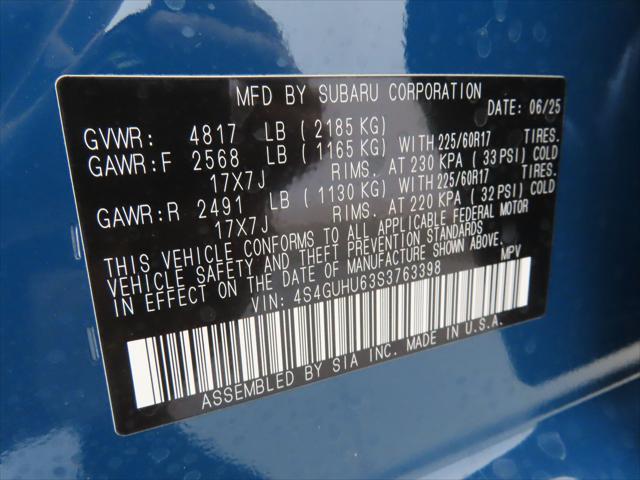 MFD BY SUBARU CORPORATION DATE: 06/25
GVWR: 4817 LB (2185 KG)
GAWR:F 2568 LB (1165 KG) WITH 225/60R17 TIRES.
17X7J RIMS. AT 230 KPA (33 PSI) COLD
GAWR:R 2491 LB (1130 KG) WITH 225/60R17 TIRES.
17X7J RIMS. AT 220 KPA (32 PSI) COLD
THIS VEHICLE CONFORMS TO ALL APPLICABLE FEDERAL MOTOR
VEHICLE SAFETY AND THEFT PREVENTION STANDARDS
IN EFFECT ON THE DATE OF MANUFACTURE SHOWN ABOVE.
VIN: 4S4GUHU63S3763398 MPV
ASSEMBLED BY SIA INC. MADE IN U.S.A.